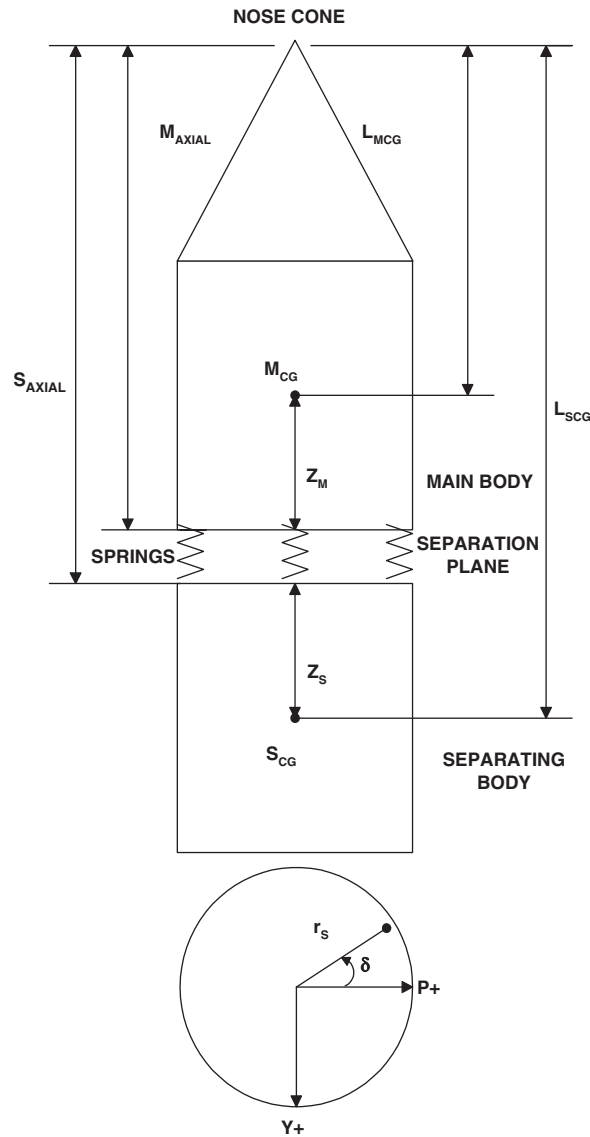 NOSE CONE
M_AXIAL
L_MCG
S_AXIAL
M_CG
L_SCG
Z_M
MAIN BODY
SPRINGS
SEPARATION
PLANE
Z_S
S_CG
SEPARATING
BODY
r_S
δ
P+
Y+